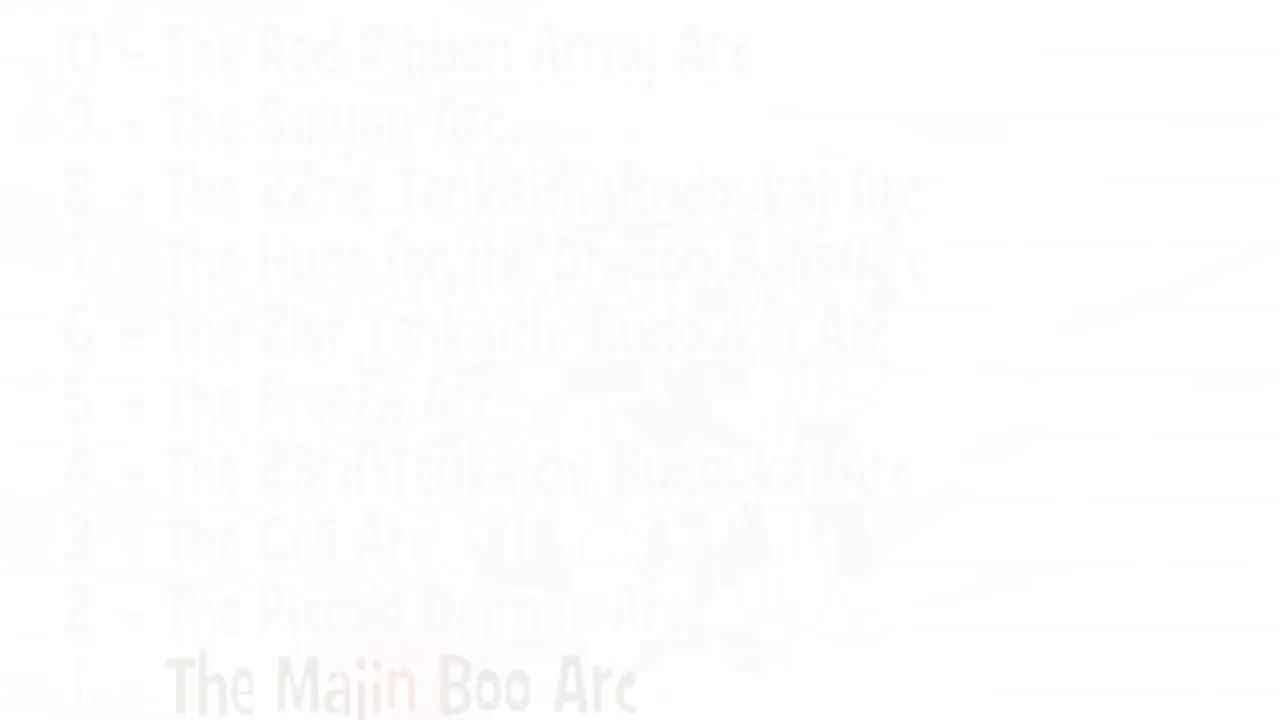 10 - The Red Ribbon Army Arc
9 - The Saiyan Arc
8 - The 22nd Tenkaichi Budoukai Arc
7 - The Hunt for the Dragon Balls Arc
6 - The 21st Tenkaichi Budoukai Arc
5 - The Freeza Arc
4 - The 23rd Tenkaichi Budoukai Arc
3 - The Cell Arc
2 - The Piccolo Daimao Arc
1 - The Majin Boo Arc